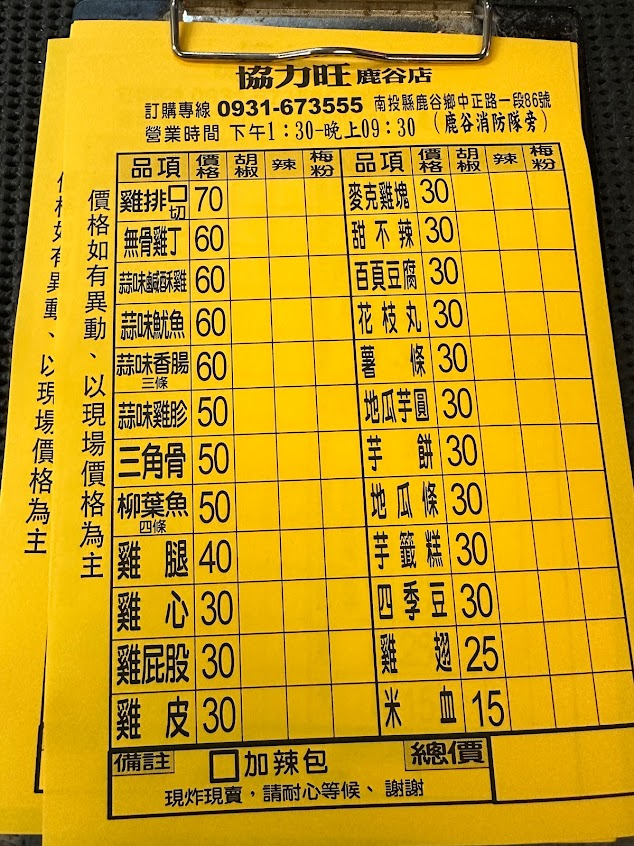 協力旺 鹿谷店
訂購專線 0931-673555 南投縣鹿谷鄉中正路一段86號
營業時間 下午1：30-晚上09：30 （鹿谷消防隊旁）
價格如有異動、以現場價格為主
品項 價格 胡椒 辣 梅粉 品項 價格 胡椒 辣 梅粉
雞排□切 70 麥克雞塊 30
無骨雞丁 60 甜不辣 30
蒜味鹹酥雞 60 百頁豆腐 30
蒜味魷魚 60 花枝丸 30
蒜味香腸 三條 60 薯條 30
蒜味雞胗 50 地瓜芋圓 30
三角骨 50 芋餅 30
柳葉魚 四條 50 地瓜條 30
雞腿 40 芋籤糕 30
雞心 30 四季豆 30
雞屁股 30 雞翅 25
雞皮 30 米血 15
備註 □加辣包 總價
現炸現賣，請耐心等候、謝謝